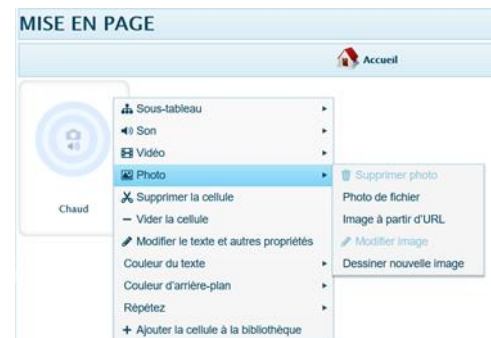 MISE EN PAGE
Accueil
Chaud
Sous-tableau
Son
Vidéo
Photo
Supprimer la cellule
Vider la cellule
Modifier le texte et autres propriétés
Couleur du texte
Couleur d'arrière-plan
Répétez
Ajouter la cellule à la bibliothèque
Supprimer photo
Photo de fichier
Image à partir d'URL
Modifier image
Dessiner nouvelle image